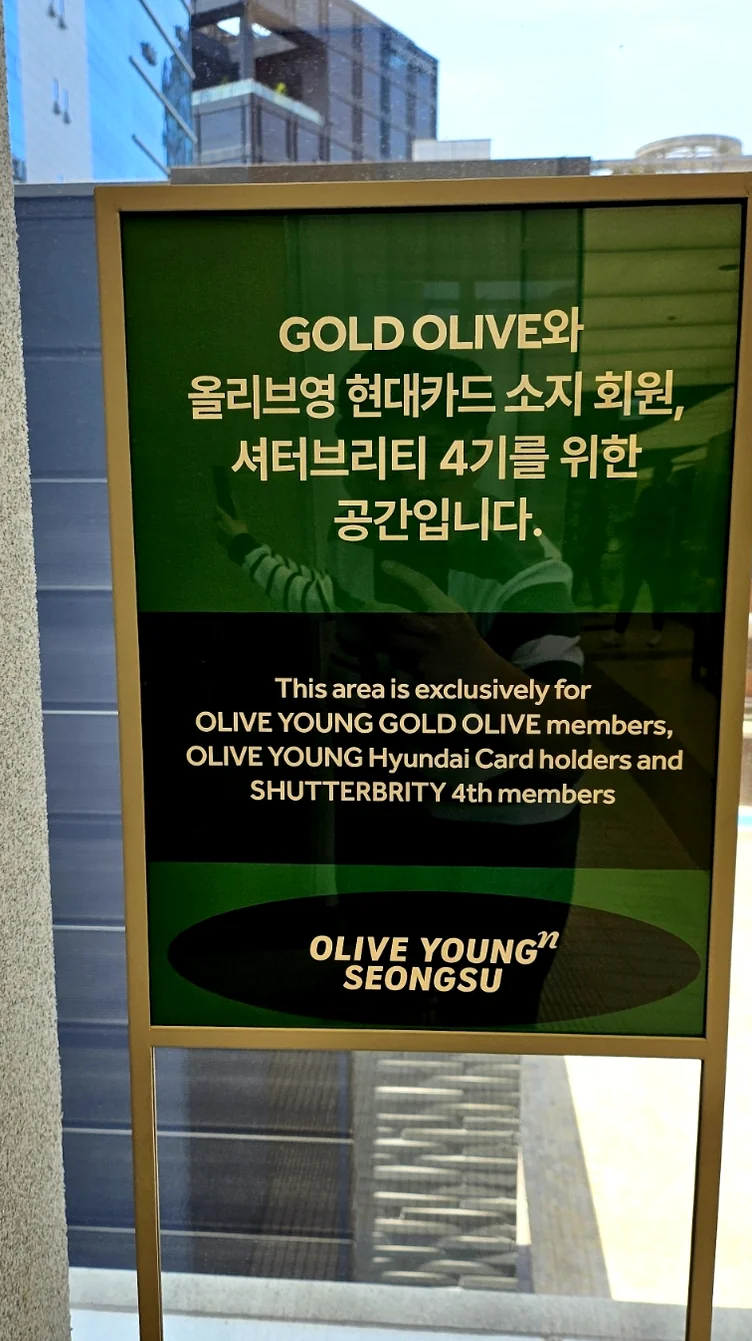 GOLD OLIVE와
올리브영 현대카드 소지 회원,
셔터브리티 4기를 위한
공간입니다.
This area is exclusively for
OLIVE YOUNG GOLD OLIVE members,
OLIVE YOUNG Hyundai Card holders and
SHUTTERBRITY 4th members
OLIVE YOUNGⁿ
SEONGSU